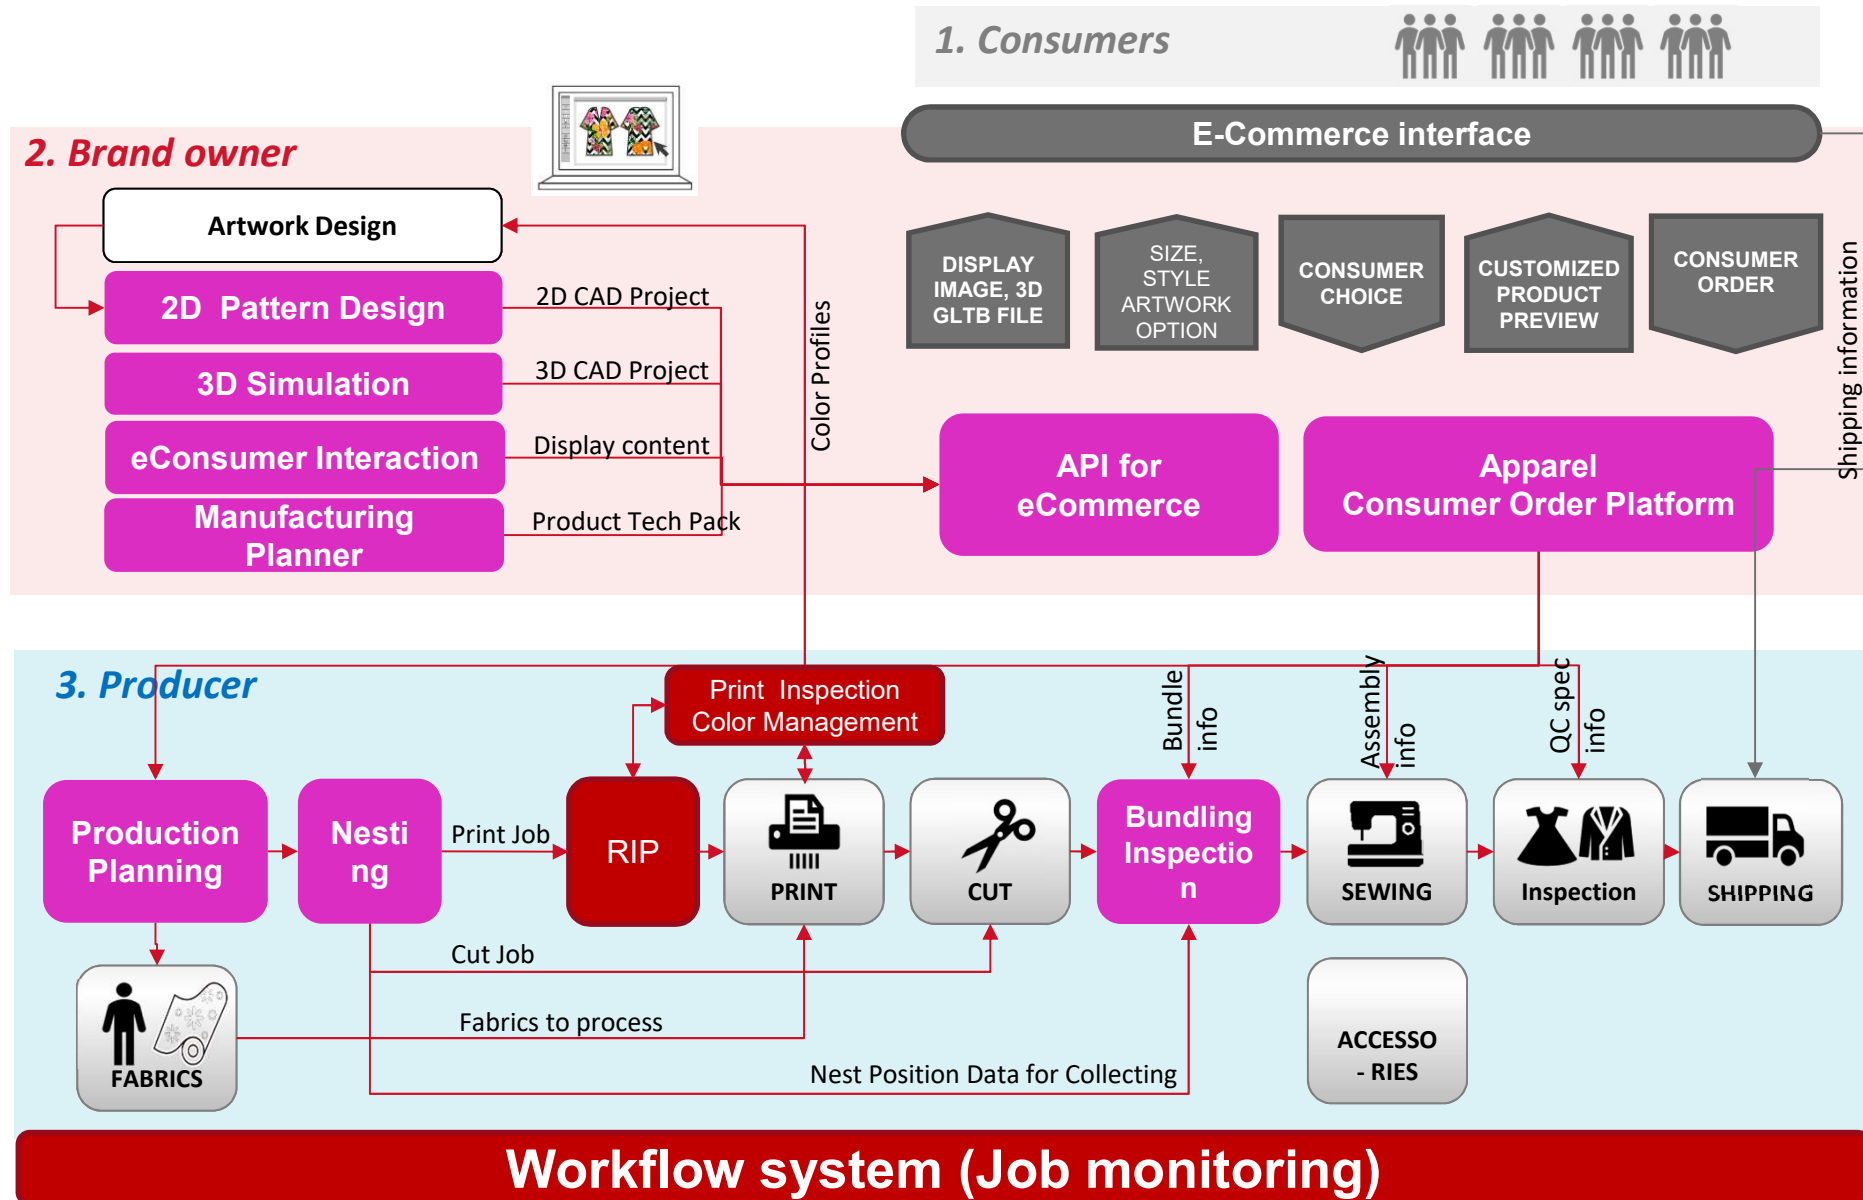 1. Consumers
E-Commerce interface
2. Brand owner
Artwork Design
2D Pattern Design
3D Simulation
eConsumer Interaction
Manufacturing
Planner
2D CAD Project
3D CAD Project
Display content
Product Tech Pack
Color Profiles
DISPLAY
IMAGE, 3D
GLTB FILE
SIZE,
STYLE
ARTWORK
OPTION
CONSUMER
CHOICE
CUSTOMIZED
PRODUCT
PREVIEW
CONSUMER
ORDER
Shipping information
API for
eCommerce
Apparel
Consumer Order Platform
3. Producer
Print Inspection
Color Management
Bundle
info
Assembly
info
QC spec
info
Production
Planning
Nesti
ng
Print Job
RIP
PRINT
CUT
Bundling
Inspectio
n
SEWING
Inspection
SHIPPING
Cut Job
FABRICS
Fabrics to process
Nest Position Data for Collecting
ACCESSO
- RIES
Workflow system (Job monitoring)